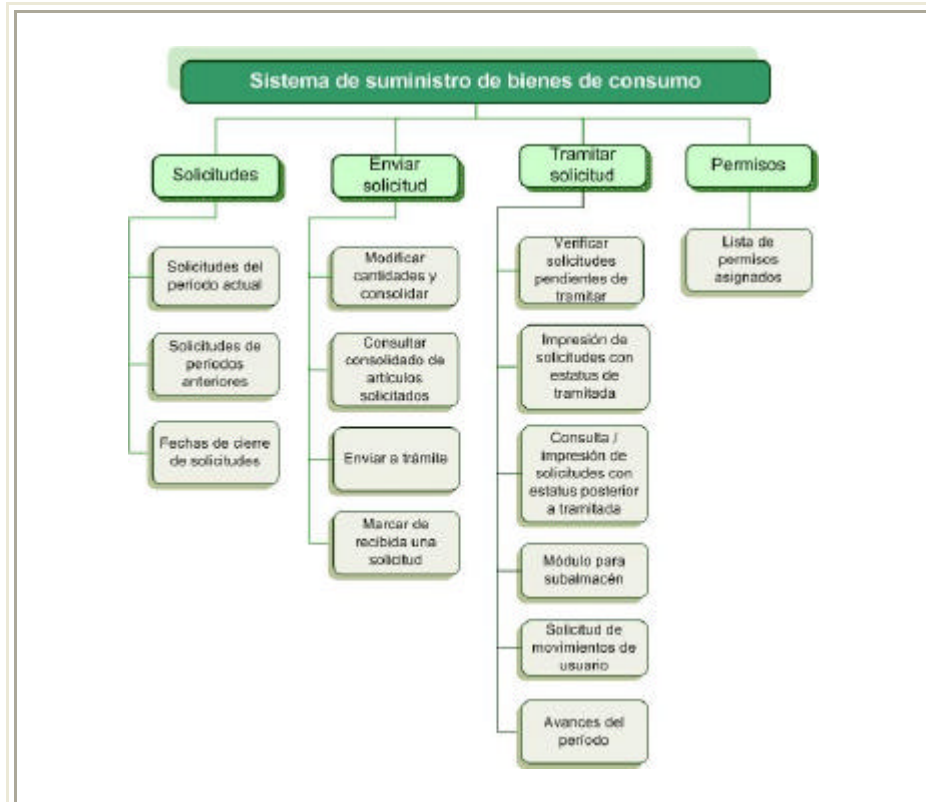 Sistema de suministro de bienes de consumo
Solicitudes
Solicitudes del
período actual
Solicitudes de
períodos
anteriores
Fechas de cierre
de solicitudes
Enviar
solicitud
Modificar
cantidades y
consolidar
Consultar
consolidado de
artículos
solicitados
Enviar a trámite
Marcar de
recibida una
solicitud
Tramitar
solicitud
Verificar
solicitudes
pendientes de
tramitar
Impresión de
solicitudes con
estatus de
tramitada
Consulta /
impresión de
solicitudes con
estatus posterior
a tramitada
Módulo para
subalmacén
Solicitud de
movimientos de
usuario
Avances del
período
Permisos
Lista de
permisos
asignados